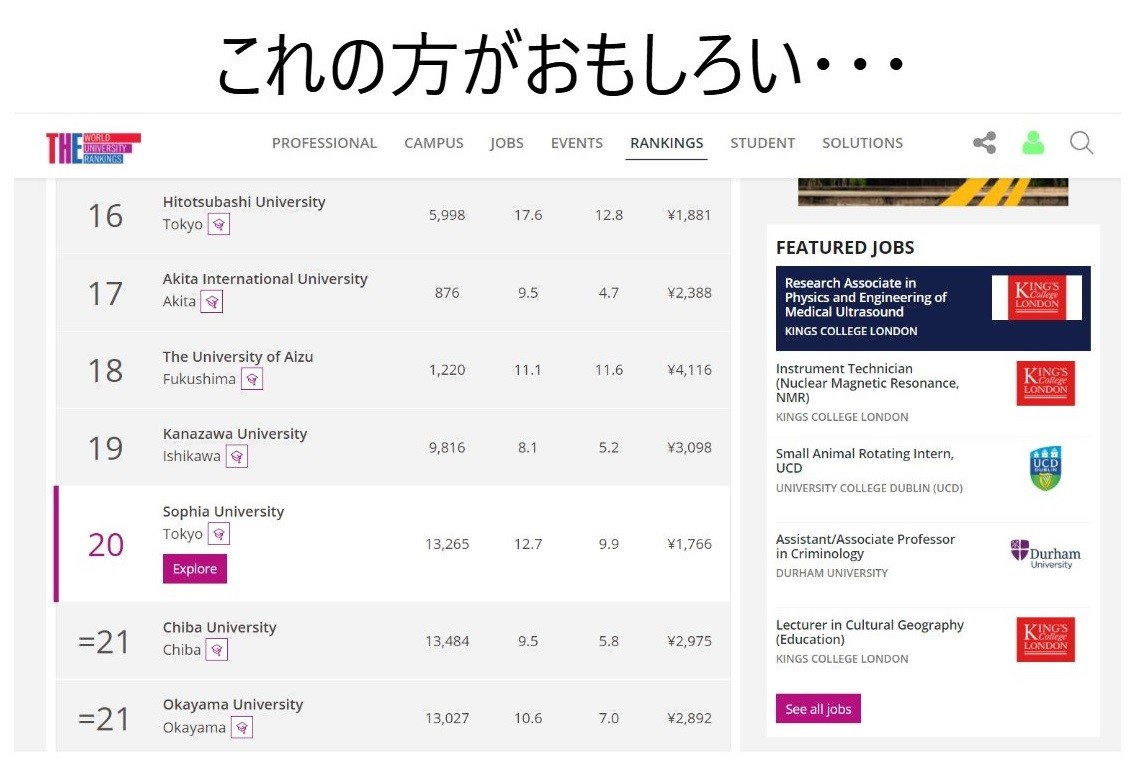 これの方がおもしろい・・・
THE WORLD UNIVERSITY RANKINGS
PROFESSIONAL CAMPUS JOBS EVENTS RANKINGS STUDENT SOLUTIONS
16 Hitotsubashi University 5,998 17.6 12.8 ¥1,881
Tokyo
17 Akita International University 876 9.5 4.7 ¥2,388
Akita
18 The University of Aizu 1,220 11.1 11.6 ¥4,116
Fukushima
19 Kanazawa University 9,816 8.1 5.2 ¥3,098
Ishikawa
20 Sophia University 13,265 12.7 9.9 ¥1,766
Tokyo
Explore
=21 Chiba University 13,484 9.5 5.8 ¥2,975
Chiba
=21 Okayama University 13,027 10.6 7.0 ¥2,892
Okayama
FEATURED JOBS
Research Associate in
Physics and Engineering of
Medical Ultrasound
KINGS COLLEGE LONDON
KING'S College LONDON
Instrument Technician
(Nuclear Magnetic Resonance,
NMR)
KINGS COLLEGE LONDON
KING'S College LONDON
Small Animal Rotating Intern,
UCD
UNIVERSITY COLLEGE DUBLIN (UCD)
UCD DUBLIN
Assistant/Associate Professor
in Criminology
DURHAM UNIVERSITY
Durham University
Lecturer in Cultural Geography
(Education)
KINGS COLLEGE LONDON
KING'S College LONDON
See all jobs